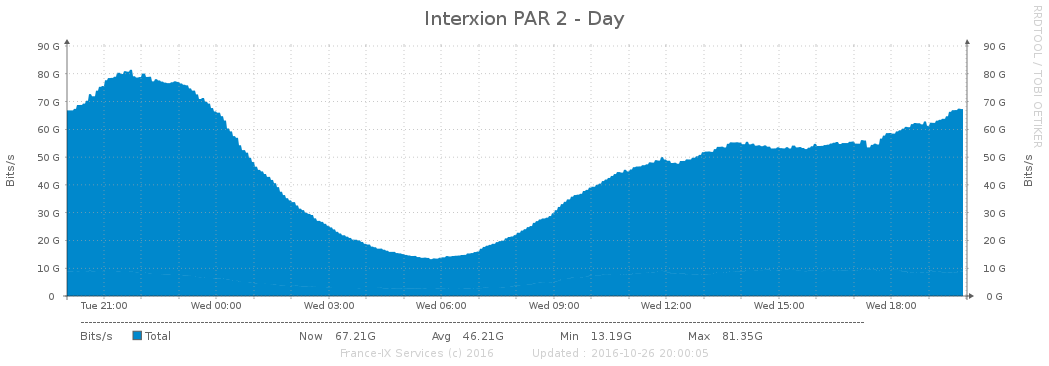 Interxion PAR 2 - Day
RRDTOOL / TOBI OETIKER
90 G 90 G
80 G 80 G
70 G 70 G
60 G 60 G
50 G 50 G
40 G 40 G
30 G 30 G
20 G 20 G
10 G 10 G
0 0 G
Bits/s
Bits/s
Tue 21:00 Wed 00:00 Wed 03:00 Wed 06:00 Wed 09:00 Wed 12:00 Wed 15:00 Wed 18:00
Bits/s Total Now 67.21G Avg 46.21G Min 13.19G Max 81.35G
France-IX Services (c) 2016 Updated : 2016-10-26 20:00:05